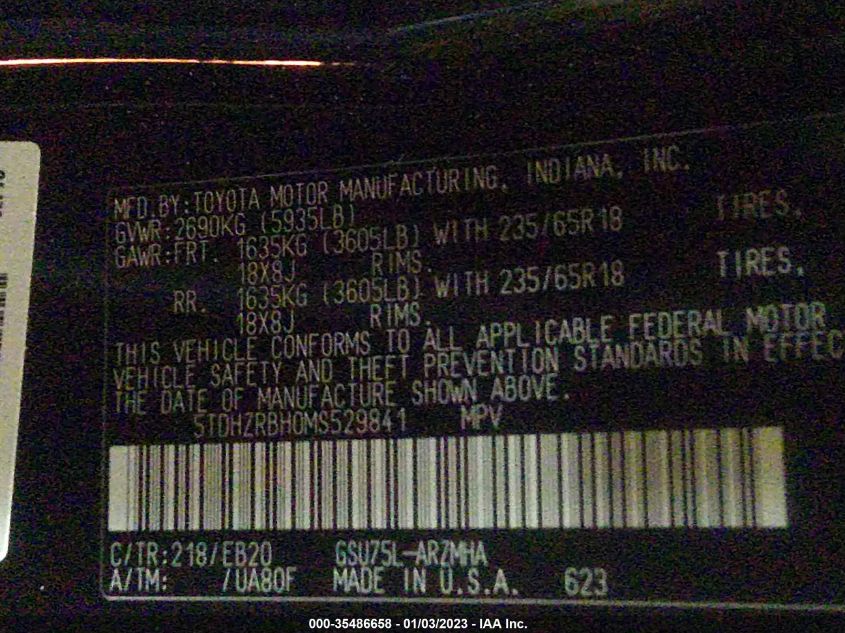 MFD.BY:TOYOTA MOTOR MANUFACTURING, INDIANA, INC.
GVWR:2690KG (5935LB)
GAWR:FRT. 1635KG (3605LB) WITH 235/65R18 TIRES,
18X8J RIMS.
RR. 1635KG (3605LB) WITH 235/65R18 TIRES,
18X8J RIMS.
THIS VEHICLE CONFORMS TO ALL APPLICABLE FEDERAL MOTOR
VEHICLE SAFETY AND THEFT PREVENTION STANDARDS IN EFFEC
THE DATE OF MANUFACTURE SHOWN ABOVE.
5TDHZRBH0MS529841 MPV
C/TR:218/EB20 GSU75L-ARZMHA
A/TM: /UA80F MADE IN U.S.A. 623
000-35486658 - 01/03/2023 - IAA Inc.